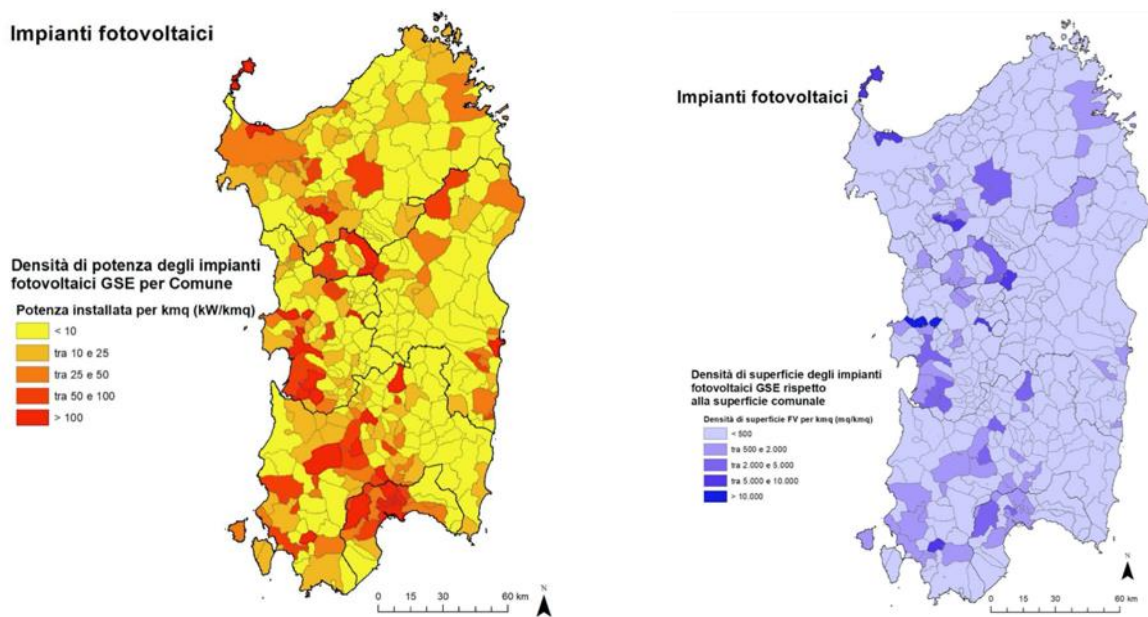 Impianti fotovoltaici
Densità di potenza degli impianti
fotovoltaici GSE per Comune
Potenza installata per kmq (kW/kmq)
< 10
tra 10 e 25
tra 25 e 50
tra 50 e 100
> 100
0 15 30 60 km
N
Impianti fotovoltaici
Densità di superficie degli impianti
fotovoltaici GSE rispetto
alla superficie comunale
Densità di superficie FV per kmq (mq/kmq)
< 500
tra 500 e 2.000
tra 2.000 e 5.000
tra 5.000 e 10.000
> 10.000
0 15 30 60 km
N